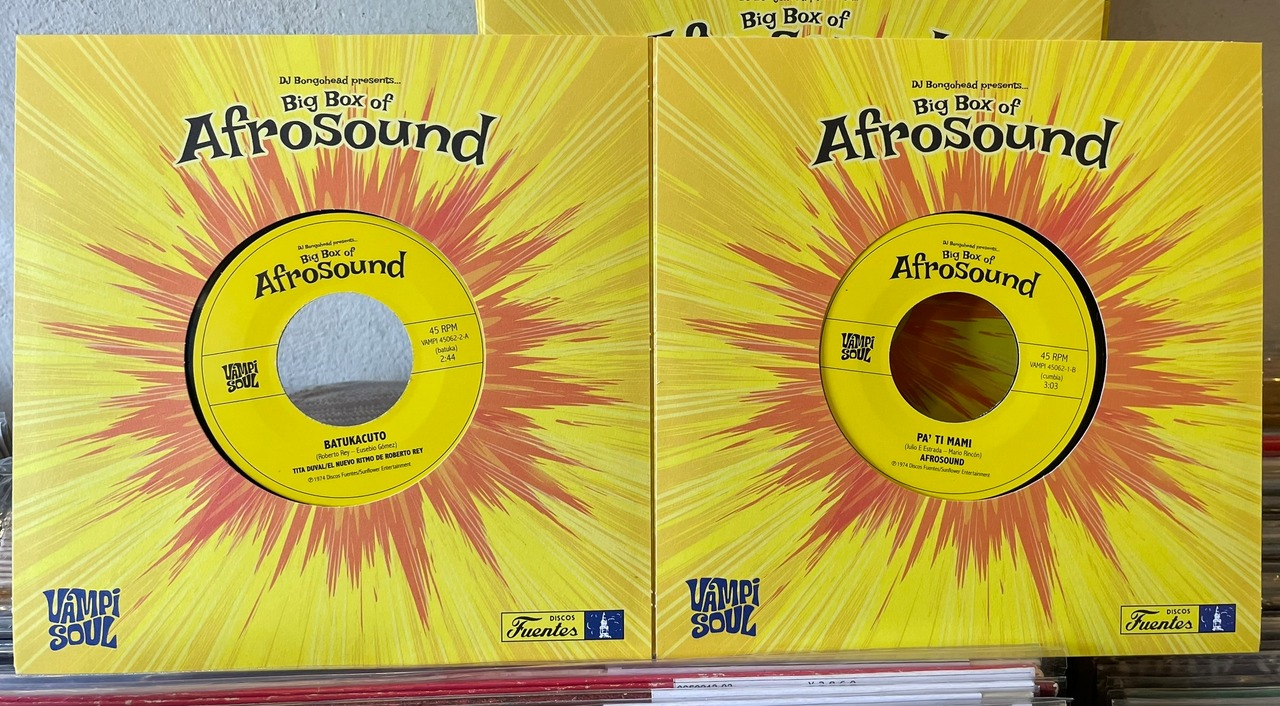 Big Box of
DJ Bongohead presents...
Big Box of
Afrosound
DJ Bongohead presents...
Big Box of
Afrosound
45 RPM
VAMPI 45062-2-A
(batuka)
2:44
VAMPI
SOUL
BATUKACUTO
(Roberto Rey – Eusebio Gómez)
TITA DUVAL/EL NUEVO RITMO DE ROBERTO REY
℗ 1974 Discos Fuentes/Sunflower Entertainment
VAMPI
SOUL
DISCOS
Fuentes
DJ Bongohead presents...
Big Box of
Afrosound
DJ Bongohead presents...
Big Box of
Afrosound
VAMPI
SOUL
45 RPM
VAMPI 45062-1-B
(cumbia)
3:03
PA' TI MAMI
(Julio E Estrada – Mario Rincón)
AFROSOUND
℗ 1974 Discos Fuentes/Sunflower Entertainment
VAMPI
SOUL
DISCOS
Fuentes